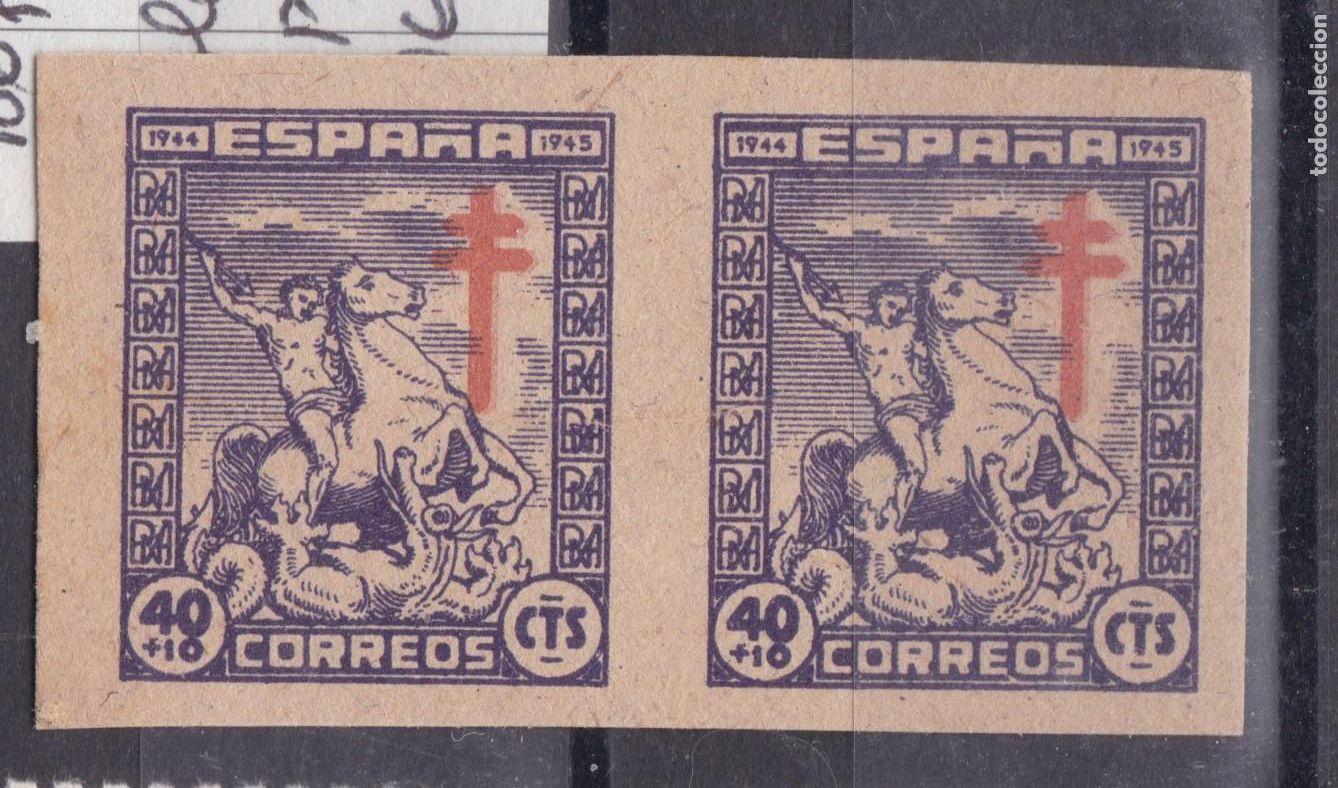 1944 ESPAÑA 1945
40 +10 CORREOS CTS
1944 ESPAÑA 1945
40 +10 CORREOS CTS
todocoleccion